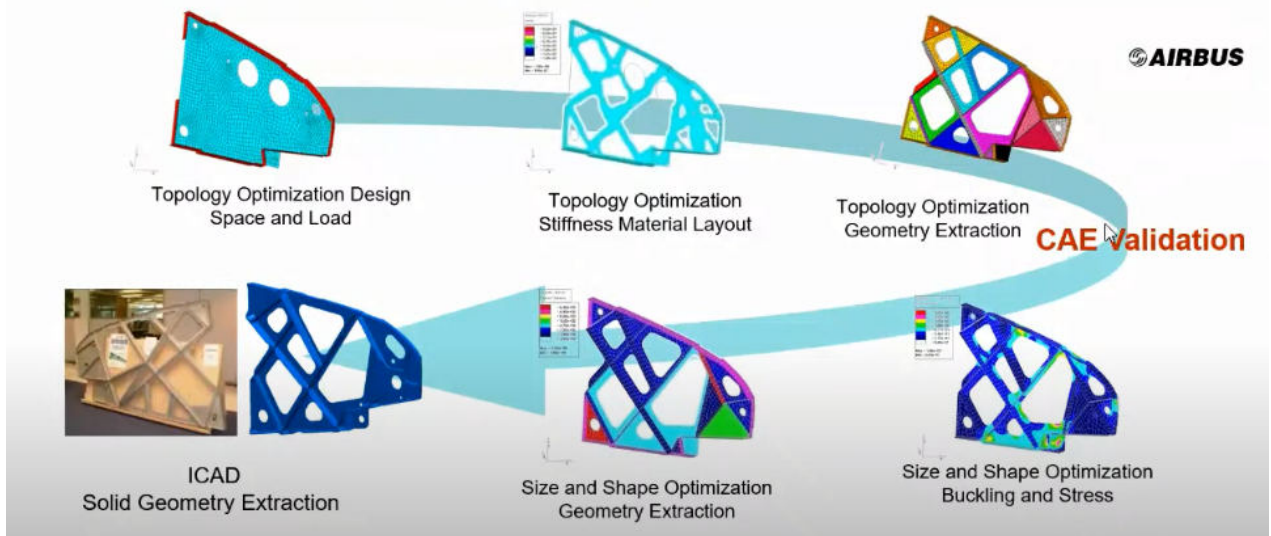 AIRBUS
Topology Optimization Design
Space and Load
Topology Optimization
Stiffness Material Layout
Topology Optimization
Geometry Extraction
CAE Validation
ICAD
Solid Geometry Extraction
Size and Shape Optimization
Geometry Extraction
Size and Shape Optimization
Buckling and Stress